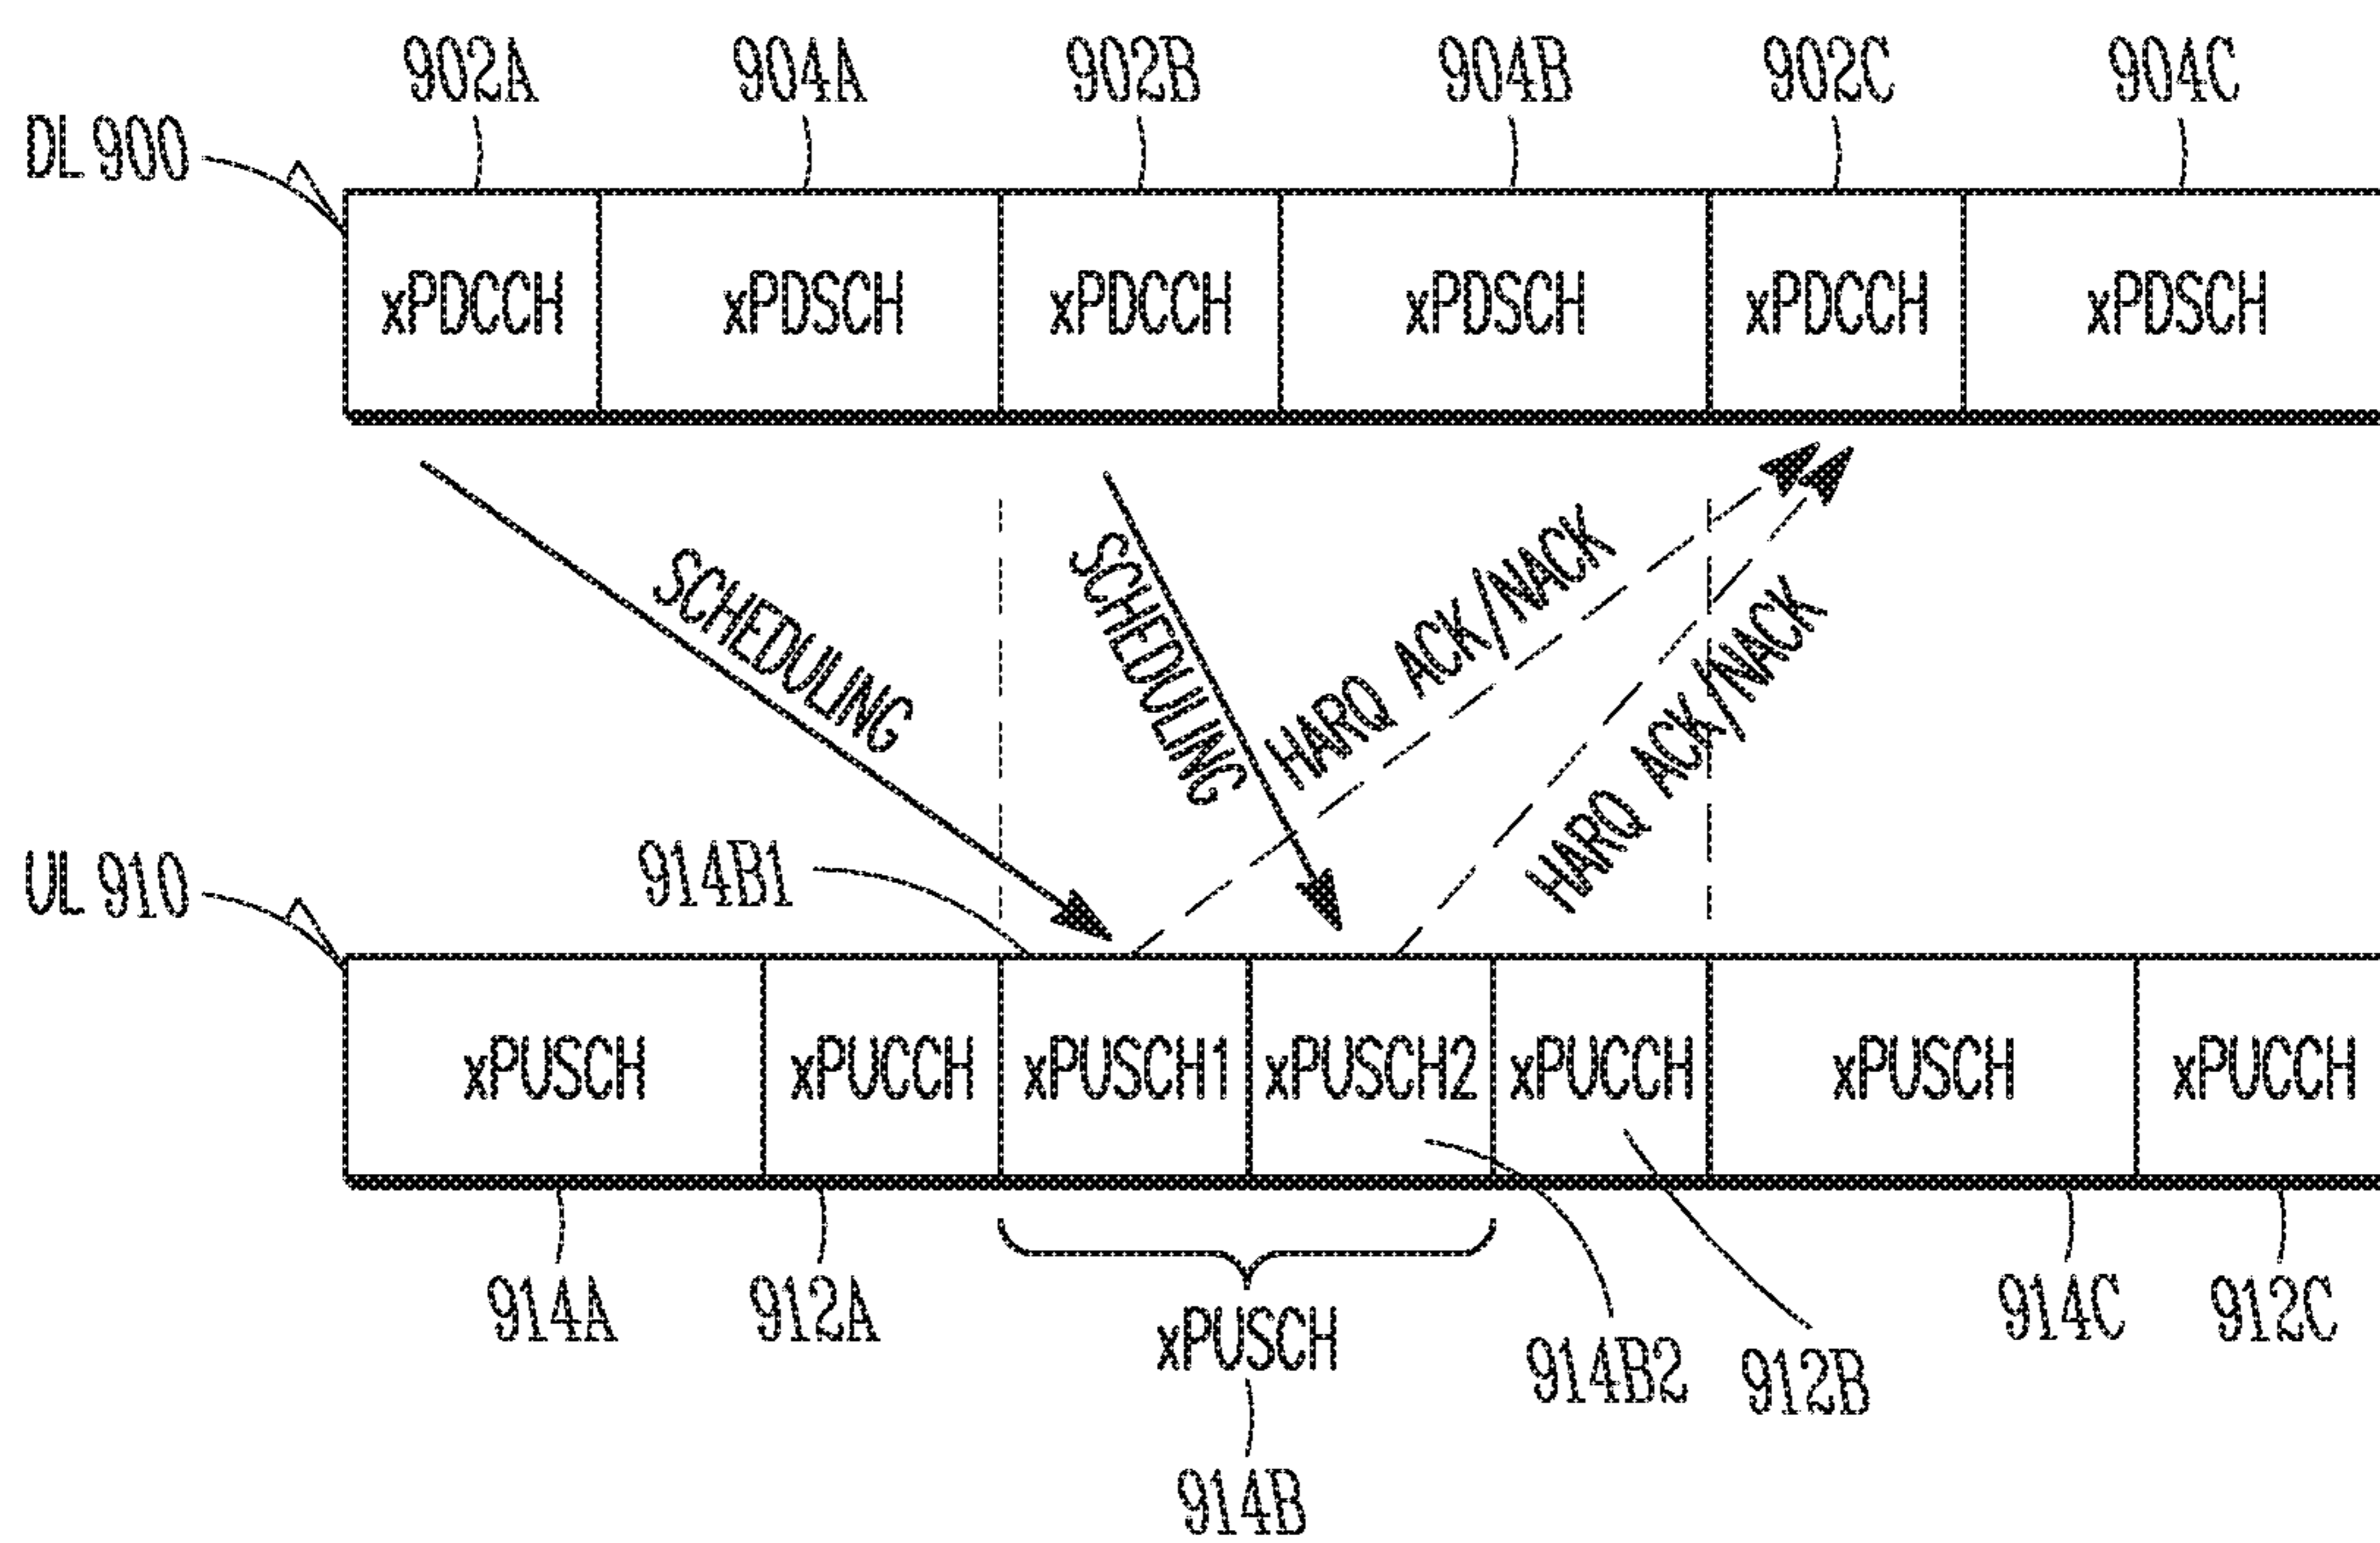 902A 904A 902B 904B 902C 904C
DL 900
xPDCCH xPDSCH xPDCCH xPDSCH xPDCCH xPDSCH
SCHEDULING
SCHEDULING
HARQ ACK/NACK
HARQ ACK/NACK
914B1
UL 910
xPUSCH xPUCCH xPUSCH1 xPUSCH2 xPUCCH xPUSCH xPUCCH
914A 912A 914C 912C
xPUSCH
914B2 912B
914B